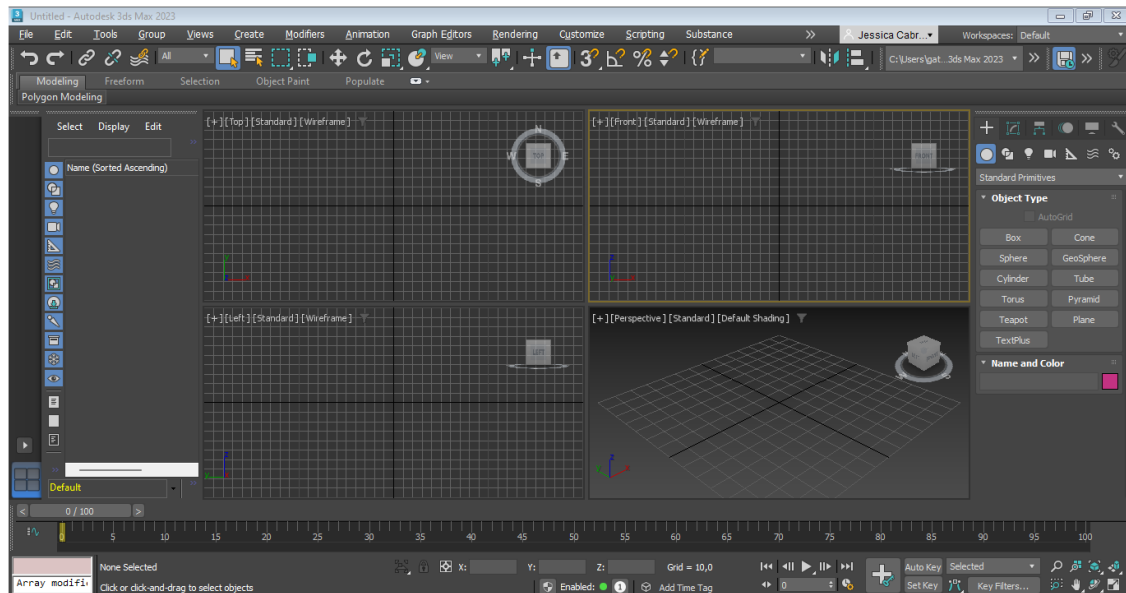 3 Untitled - Autodesk 3ds Max 2023
File Edit Tools Group Views Create Modifiers Animation Graph Editors Rendering Customize Scripting Substance >> Jessica Cabr... Workspaces: Default
All View 3 C:\Users\gat...3ds Max 2023 >> >>
Modeling Freeform Selection Object Paint Populate
Polygon Modeling
Select Display Edit
Name (Sorted Ascending)
Default
[+][Top][Standard][Wireframe]
N
W TOP E
S
[+][Front][Standard][Wireframe]
FRONT
[+][Left][Standard][Wireframe]
LEFT
[+][Perspective][Standard][Default Shading]
Standard Primitives
Object Type
AutoGrid
Box Cone
Sphere GeoSphere
Cylinder Tube
Torus Pyramid
Teapot Plane
TextPlus
Name and Color
< 0 / 100 >
0 5 10 15 20 25 30 35 40 45 50 55 60 65 70 75 80 85 90 95 100
None Selected X: Y: Z: Grid = 10,0 Auto Key Selected
Array modifi Click or click-and-drag to select objects Enabled: 1 Add Time Tag 0 Set Key Key Filters...